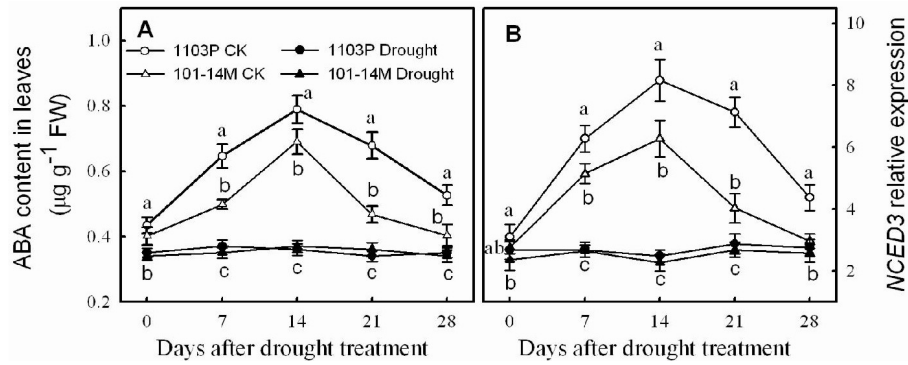 A
1103P CK
1103P Drought
101-14M CK
101-14M Drought
ABA content in leaves
(µg g⁻¹ FW)
1.0
0.8
0.6
0.4
0.2
a
a
a
a
a
b
b
b
b
b
c
c
c
c
0
7
14
21
28
Days after drought treatment
B
a
a
a
a
a
b
b
b
ab
b
c
c
c
b
0
7
14
21
28
Days after drought treatment
10
8
6
4
2
NCED3 relative expression